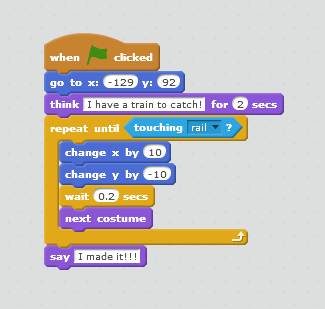 when clicked
go to x: -129 y: 92
think I have a train to catch! for 2 secs
repeat until touching rail ?
change x by 10
change y by -10
wait 0.2 secs
next costume
say I made it!!!